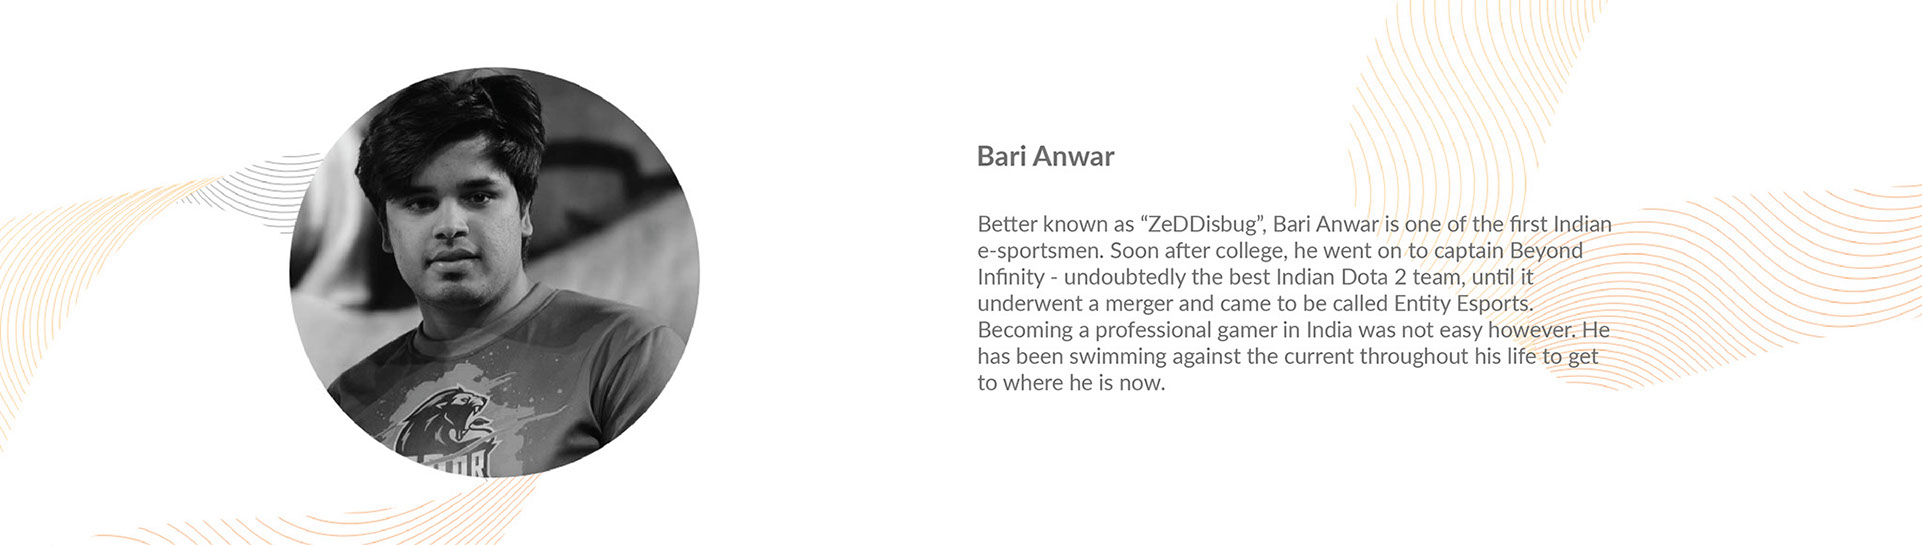 Bari Anwar
Better known as “ZeDDisbug”, Bari Anwar is one of the first Indian
e-sportsmen. Soon after college, he went on to captain Beyond
Infinity - undoubtedly the best Indian Dota 2 team, until it
underwent a merger and came to be called Entity Esports.
Becoming a professional gamer in India was not easy however. He
has been swimming against the current throughout his life to get
to where he is now.